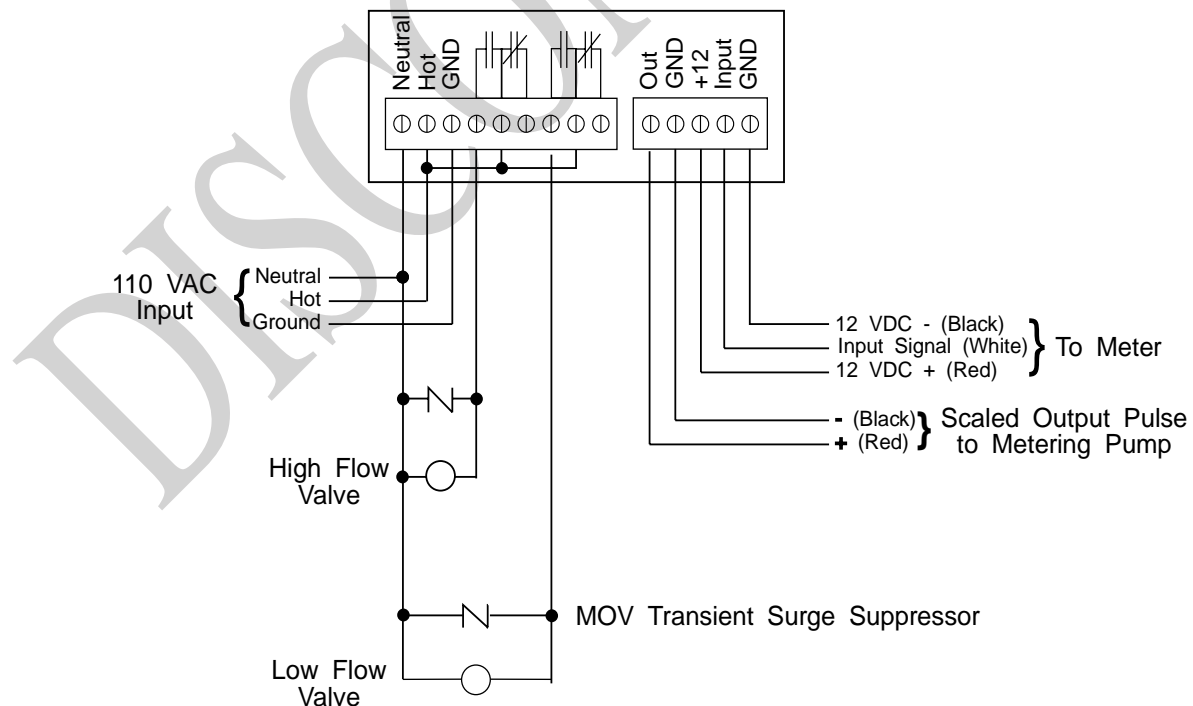 Neutral
Hot
GND
Out
GND
+12
Input
GND
110 VAC
Input
Neutral
Hot
Ground
12 VDC - (Black)
Input Signal (White)
12 VDC + (Red)
To Meter
- (Black)
+ (Red)
Scaled Output Pulse
to Metering Pump
High Flow
Valve
MOV Transient Surge Suppressor
Low Flow
Valve
DISCO